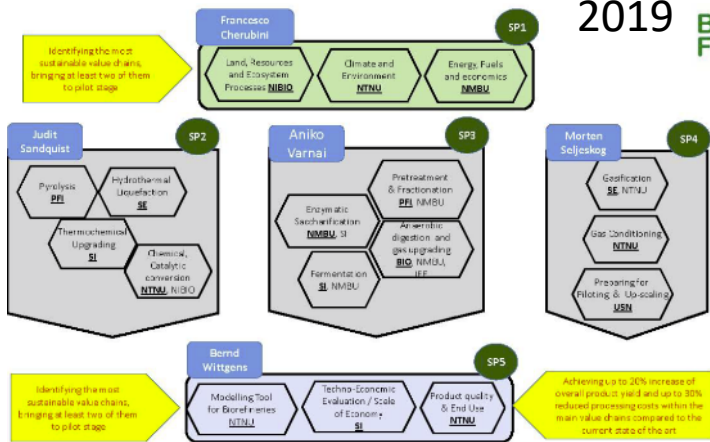 2019
B
F
Francesco
Cherubini
SP1
Identifying the most
sustainable value chains,
bringing at least two of them
to pilot stage
Land, Resources
and Ecosystem
Processes NIBIO
Climate and
Environment
NTNU
Energy, Fuels
and economics
NMBU
Judit
Sandquist
SP2
Pyrolysis
PFI
Hydrothermal
Liquefaction
SE
Thermochemical
Upgrading
SI
Chemical,
Catalytic
conversion
NTNU, NIBIO
Aniko
Varnai
SP3
Pretreatment
& Fractionation
PFI, NMBU
Enzymatic
Saccharification
NMBU, SI
Anaerobic
digestion and
gas upgrading
BIO, NMBU,
IFE
Fermentation
SI, NMBU
Morten
Seljeskog
SP4
Gasification
SE, NTNU
Gas Conditioning
NTNU
Preparing for
Piloting & Up-scaling
USN
Bernd
Wittgens
SP5
Identifying the most
sustainable value chains,
bringing at least two of them
to pilot stage
Modelling Tool
for Biorefineries
NTNU
Techno-Economic
Evaluation / Scale
of Economy
SI
Product quality
& End Use
NTNU
Achieving up to 20% increase of
overall product yield and up to 30%
reduced processing costs within the
main value chains compared to the
current state of the art